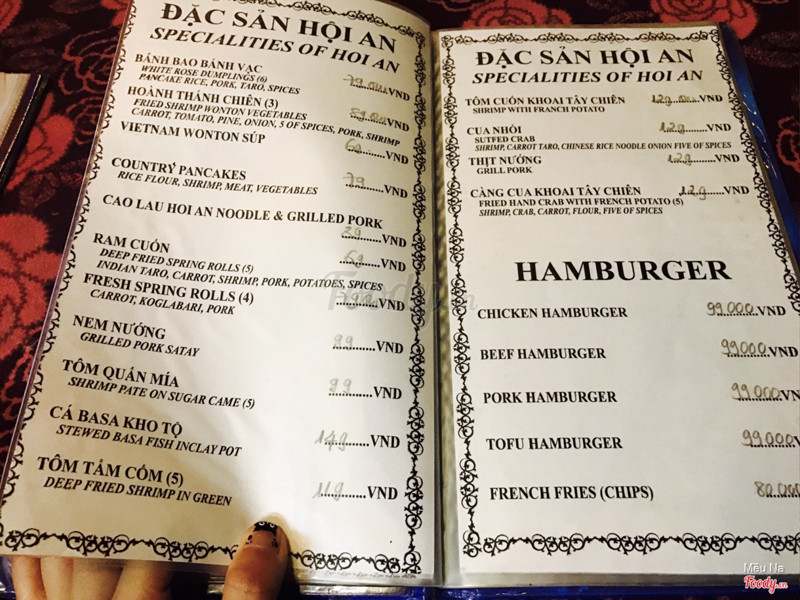 ĐẶC SẢN HỘI AN
SPECIALITIES OF HOI AN
BÁNH BAO BÁNH VẠC
WHITE ROSE DUMPLINGS (6) VND
PANCAKE RICE, PORK, TARO, SPICES
HOÀNH THÁNH CHIÊN (3)
FRIED SHRIMP WONTON VEGETABLES VND
CARROT, TOMATO, PINE, ONION, 5 OF SPICES, PORK, SHRIMP
VIETNAM WONTON SÚP VND
COUNTRY PANCAKES 79 VND
RICE FLOUR, SHRIMP, MEAT, VEGETABLES
CAO LAU HOI AN NOODLE & GRILLED PORK
VND
RAM CUỐN VND
DEEP FRIED SPRING ROLLS (5)
INDIAN TARO, CARROT, SHRIMP, PORK, POTATOES, SPICES
FRESH SPRING ROLLS (4) VND
CARROT, KOGLABARI, PORK
NEM NƯỚNG 99 VND
GRILLED PORK SATAY
TÔM QUẤN MÍA 99 VND
SHRIMP PATE ON SUGAR CAME (5)
CÁ BASA KHO TỘ 149 VND
STEWED BASA FISH INCLAY POT
TÔM TẨM CỐM (5) 119 VND
DEEP FRIED SHRIMP IN GREEN
ĐẶC SẢN HỘI AN
SPECIALITIES OF HOI AN
TÔM CUỐN KHOAI TÂY CHIÊN VND
SHRIMP WITH FRANCH POTATO
CUA NHỒI 129 VND
SUTFED CRAB
SHRIMP, CARROT TARO, CHINESE RICE NOODLE ONION FIVE OF SPICES
THỊT NƯỚNG 129 VND
GRILL PORK
CÀNG CUA KHOAI TÂY CHIÊN 129 VND
FRIED HAND CRAB WITH FRENCH POTATO (5)
SHRIMP, CRAB, CARROT, FLOUR, FIVE OF SPICES
HAMBURGER
CHICKEN HAMBURGER 99.000 VND
BEEF HAMBURGER 99.000 VND
PORK HAMBURGER 99.000 VN
TOFU HAMBURGER 99.000 V
FRENCH FRIES (CHIPS) 80.000
Mều Na
Foody.vn